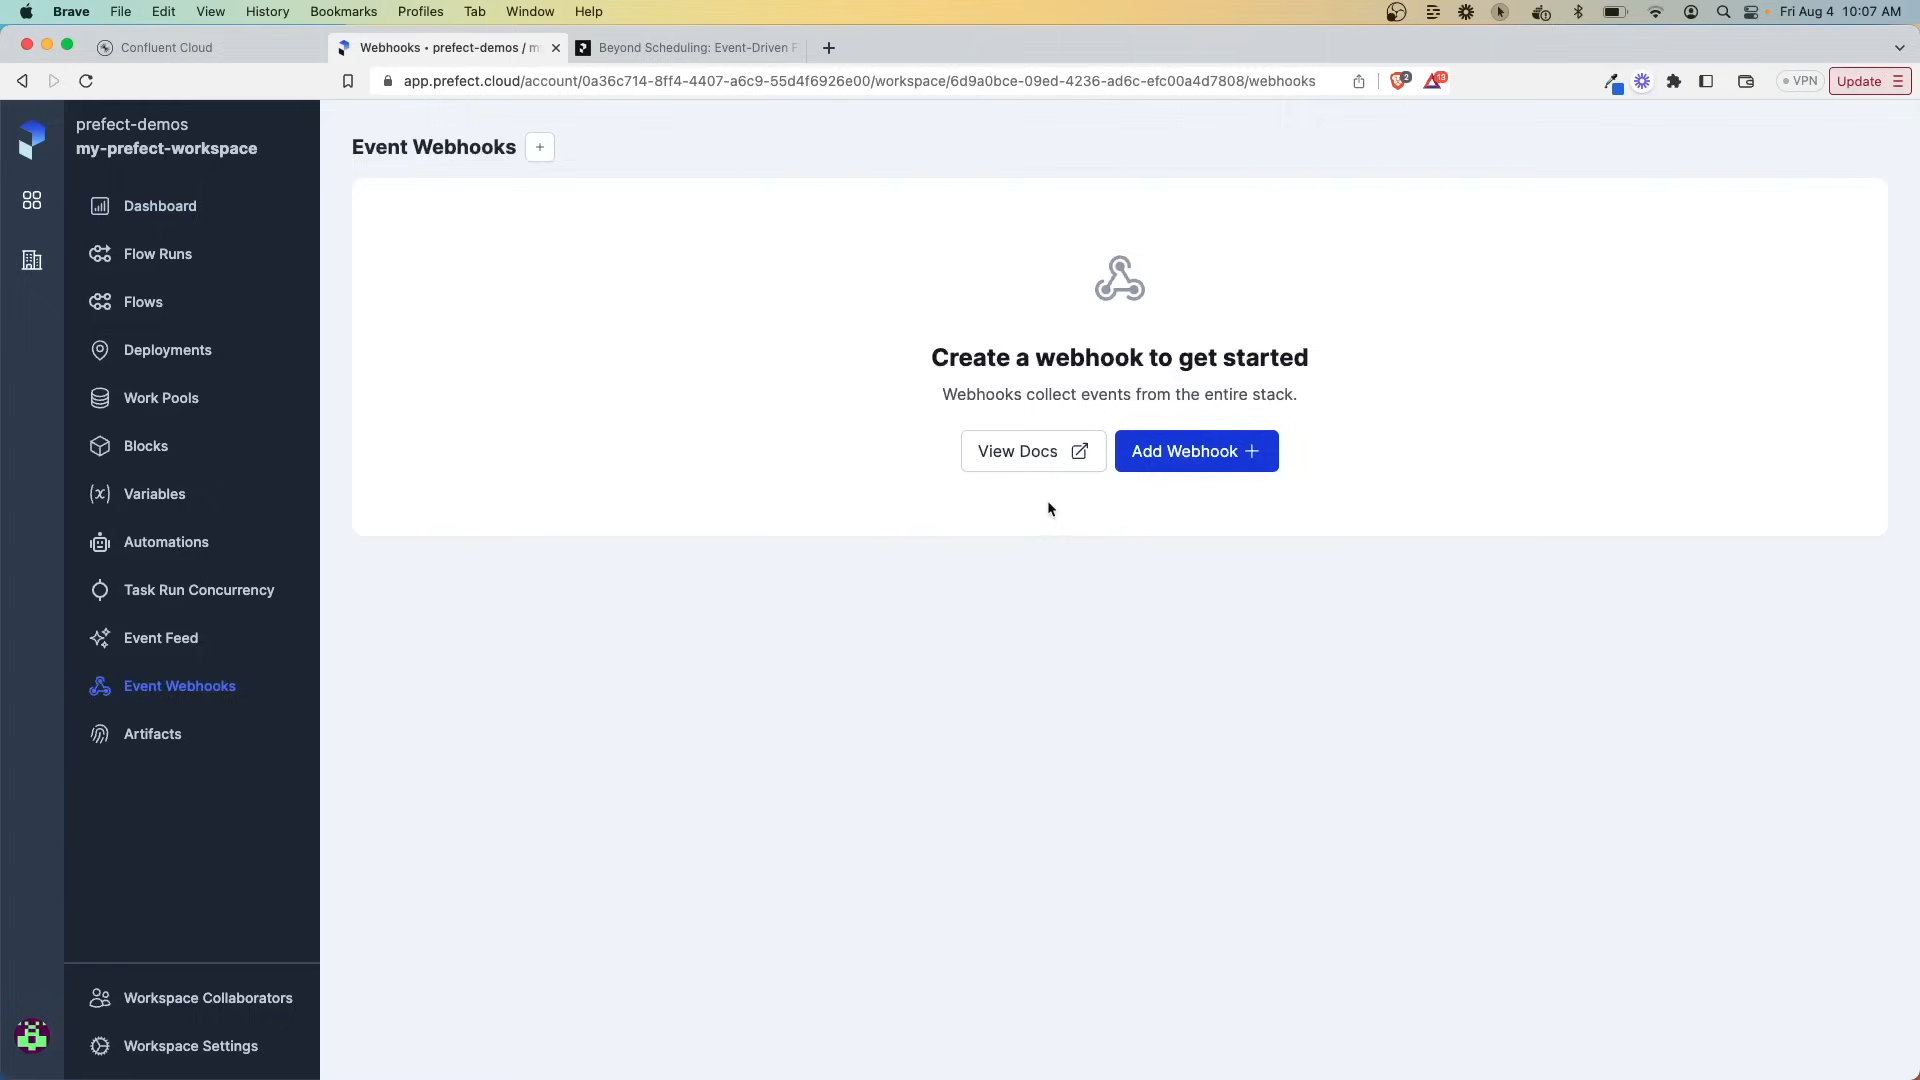 Brave File Edit View History Bookmarks Profiles Tab Window Help
Fri Aug 4 10:07 AM
Confluent Cloud
Webhooks • prefect-demos / m
Beyond Scheduling: Event-Driven F
app.prefect.cloud/account/0a36c714-8ff4-4407-a6c9-55d4f6926e00/workspace/6d9a0bce-09ed-4236-ad6c-efc00a4d7808/webhooks
2
13
VPN
Update
prefect-demos
my-prefect-workspace
Dashboard
Flow Runs
Flows
Deployments
Work Pools
Blocks
Variables
Automations
Task Run Concurrency
Event Feed
Event Webhooks
Artifacts
Workspace Collaborators
Workspace Settings
Event Webhooks
Create a webhook to get started
Webhooks collect events from the entire stack.
View Docs
Add Webhook